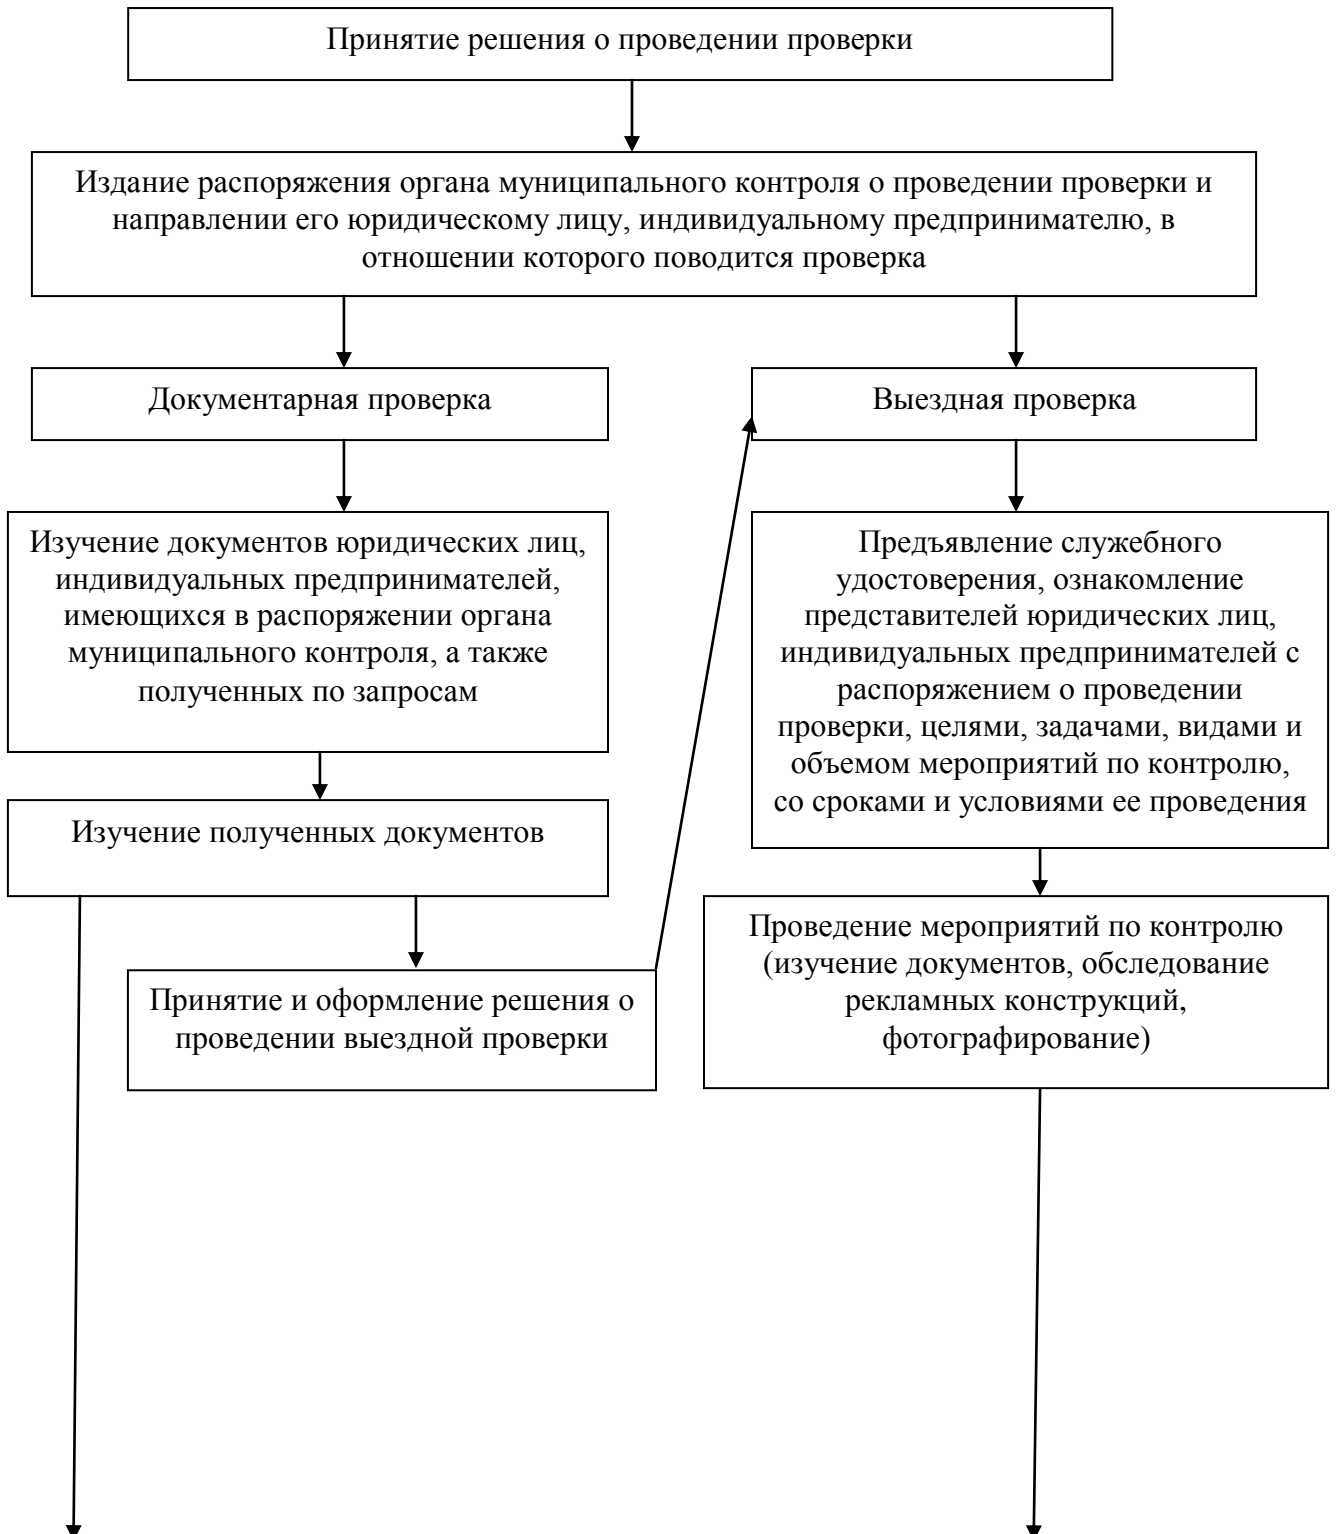 Принятие решения о проведении проверки
Издание распоряжения органа муниципального контроля о проведении проверки и
направлении его юридическому лицу, индивидуальному предпринимателю, в
отношении которого поводится проверка
Документарная проверка
Выездная проверка
Изучение документов юридических лиц,
индивидуальных предпринимателей,
имеющихся в распоряжении органа
муниципального контроля, а также
полученных по запросам
Предъявление служебного
удостоверения, ознакомление
представителей юридических лиц,
индивидуальных предпринимателей с
распоряжением о проведении
проверки, целями, задачами, видами и
объемом мероприятий по контролю,
со сроками и условиями ее проведения
Изучение полученных документов
Проведение мероприятий по контролю
(изучение документов, обследование
рекламных конструкций,
фотографирование)
Принятие и оформление решения о
проведении выездной проверки